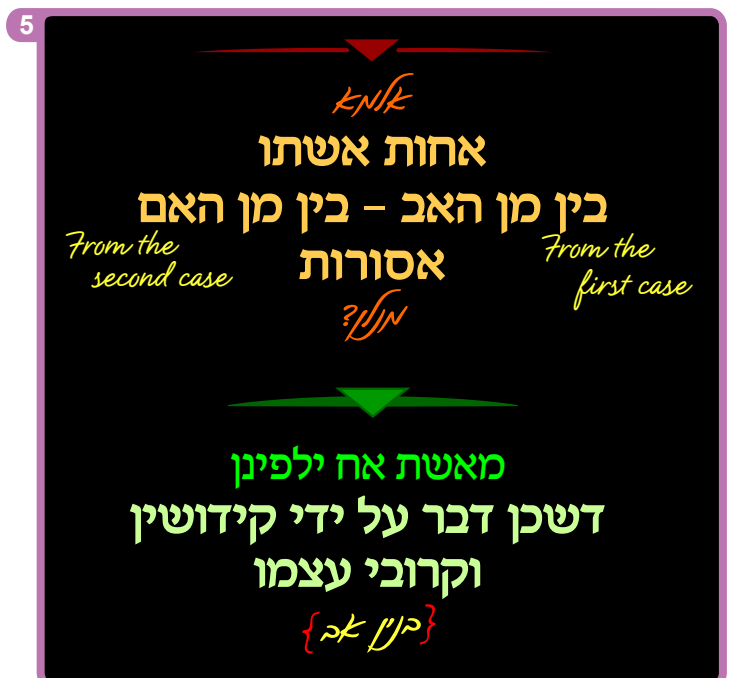 5
אלמא
אחות אשתו
בין מן האב – בין מן האם
From the
first case
אסורות
From the
second case
מנלן?
מאשת אח ילפינן
דשכן דבר על ידי קידושין
וקרובי עצמו
{בנין אב}